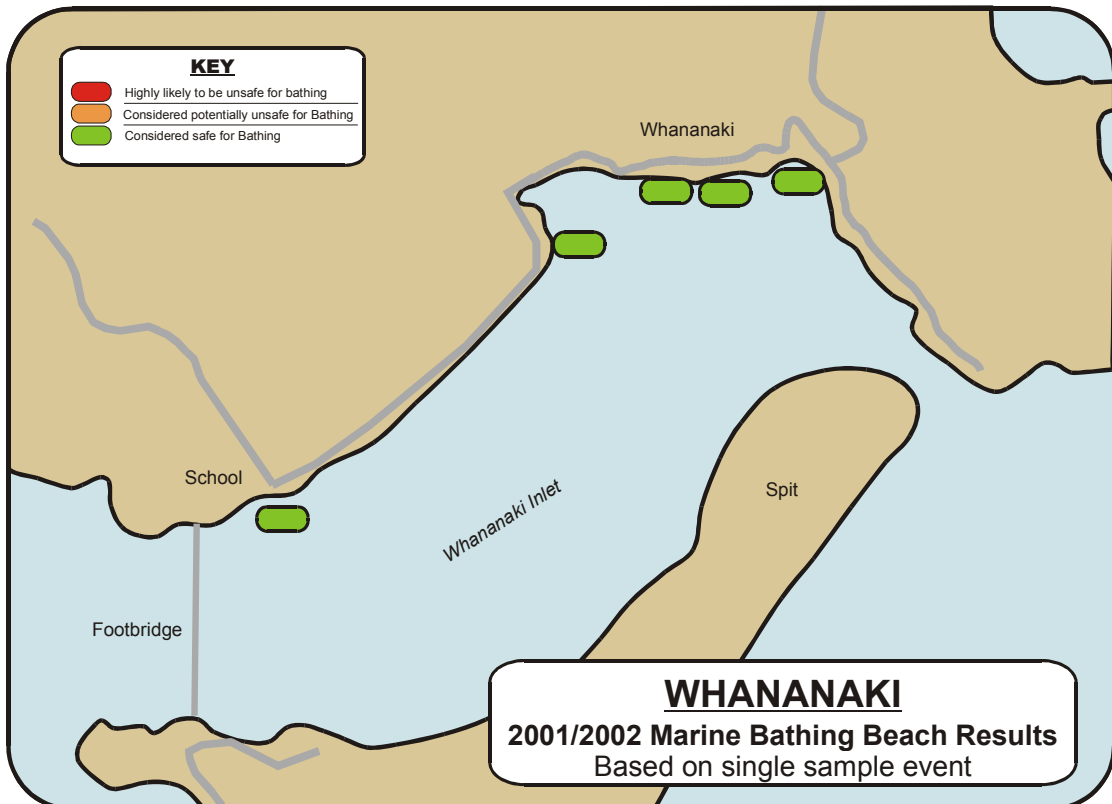 KEY
Highly likely to be unsafe for bathing
Considered potentially unsafe for Bathing
Considered safe for Bathing
Whananaki
School
Spit
Whananaki Inlet
Footbridge
WHANANAKI
2001/2002 Marine Bathing Beach Results
Based on single sample event